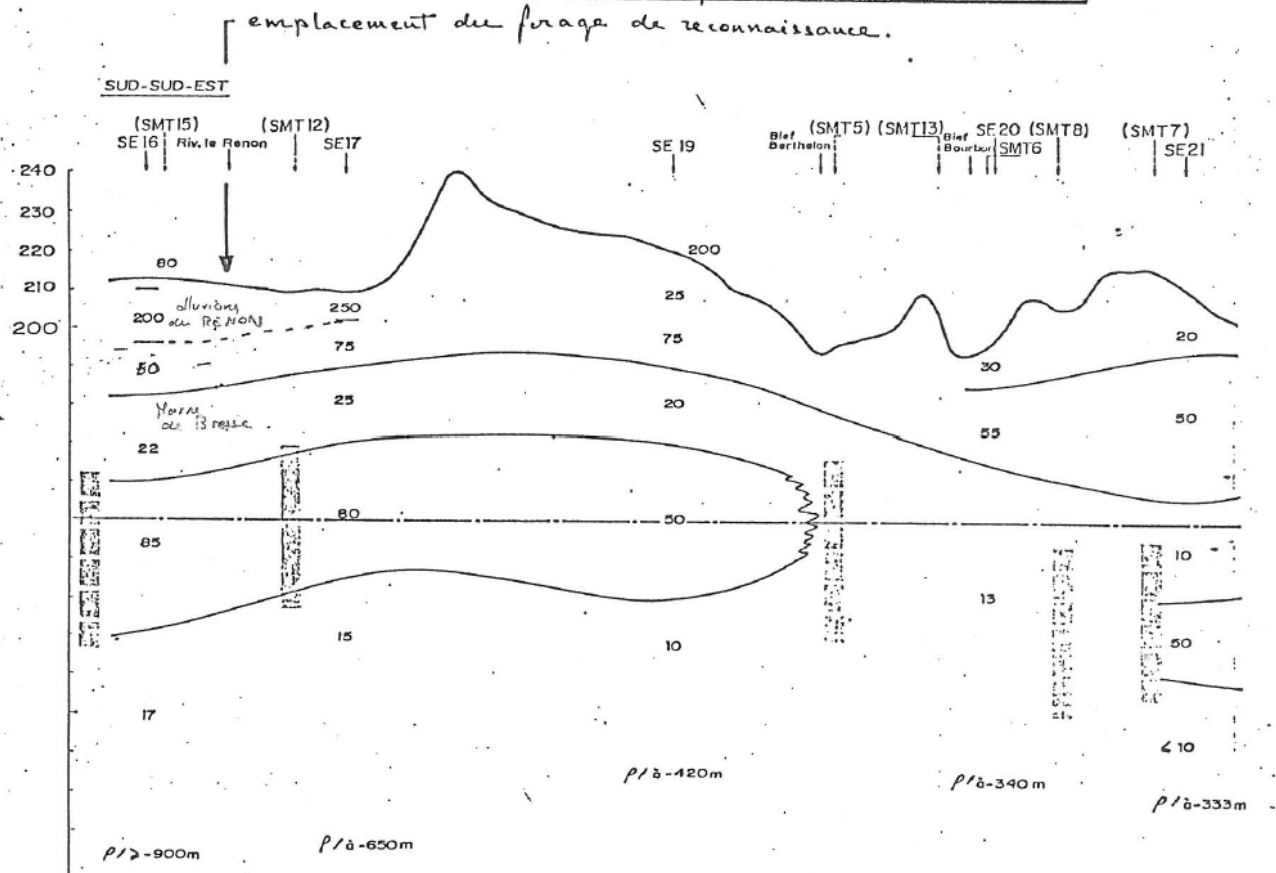 emplacement du forage de reconnaissance.
SUD-SUD-EST
(SMT15) (SMT12) (SMT5) (SMT13) Bief SE20 (SMT8) (SMT7)
SE16 Riv. le Renon SE17 SE 19 Bief Berthelon Bourbon SMT6 SE21
240
230
220 200
210 80 25
alluvions
200 200 du RENON 250 75 20
50 75 30
25 20 50
Marne
de Bresse 55
22
80 50
85 10
13
15 10 50
17
≤ 10
ρ/à-420m ρ/à-340m
ρ/à-333m
ρ/à-650m
ρ/à-900m